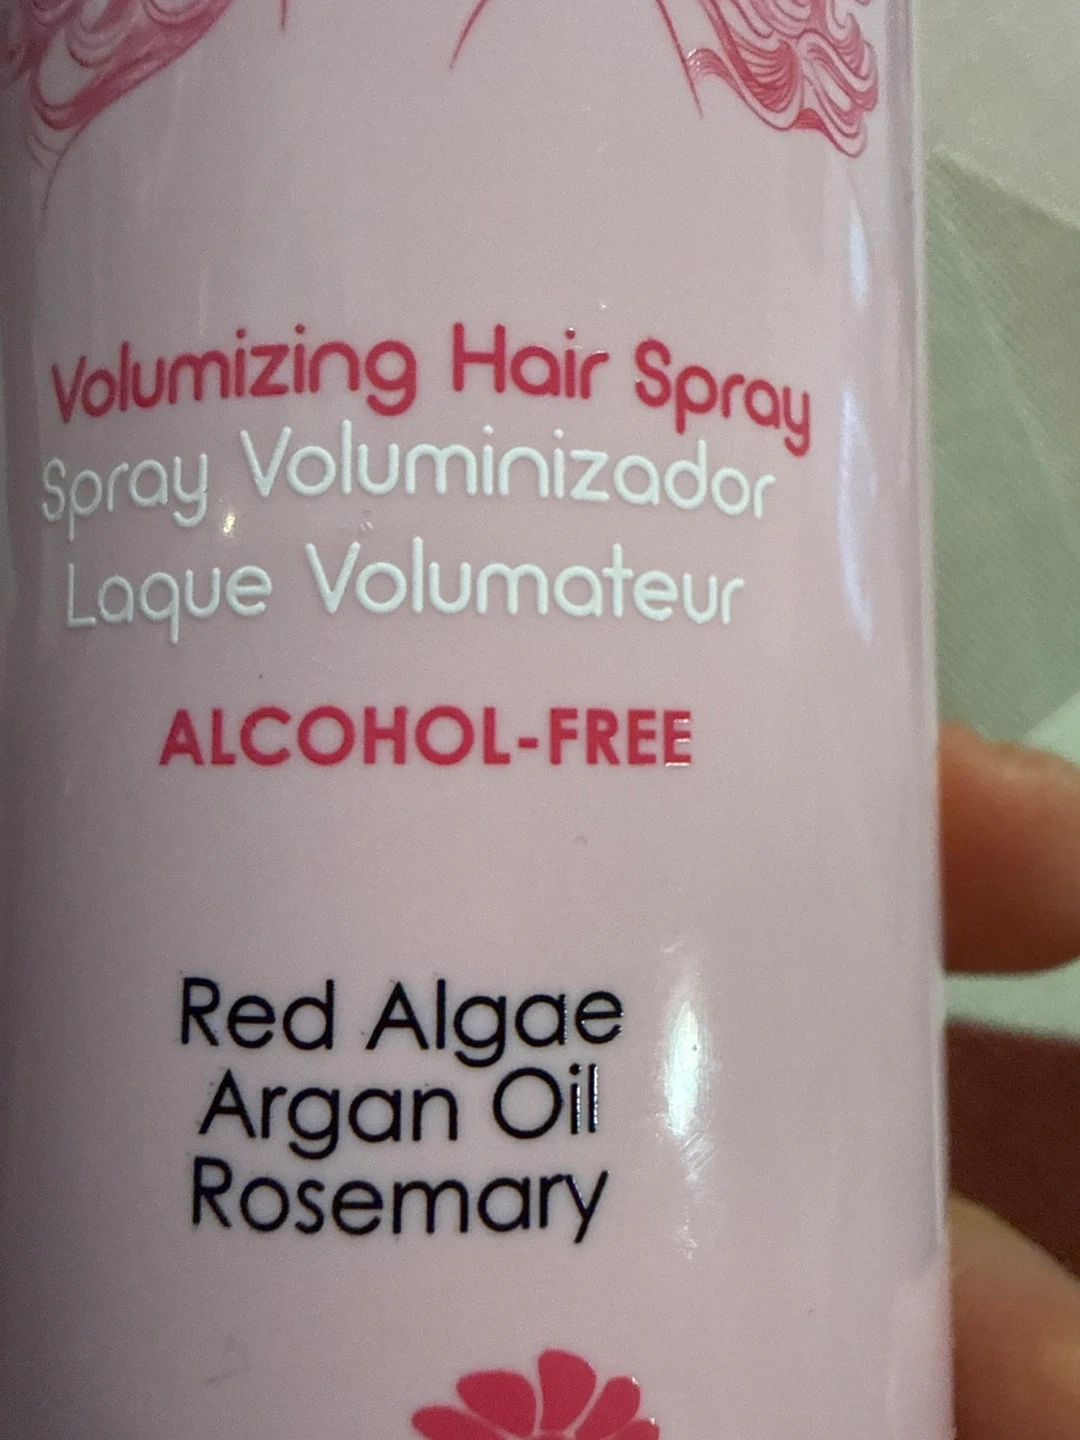 Volumizing Hair Spray
Spray Voluminizador
Laque Volumateur
ALCOHOL-FREE
Red Algae
Argan Oil
Rosemary